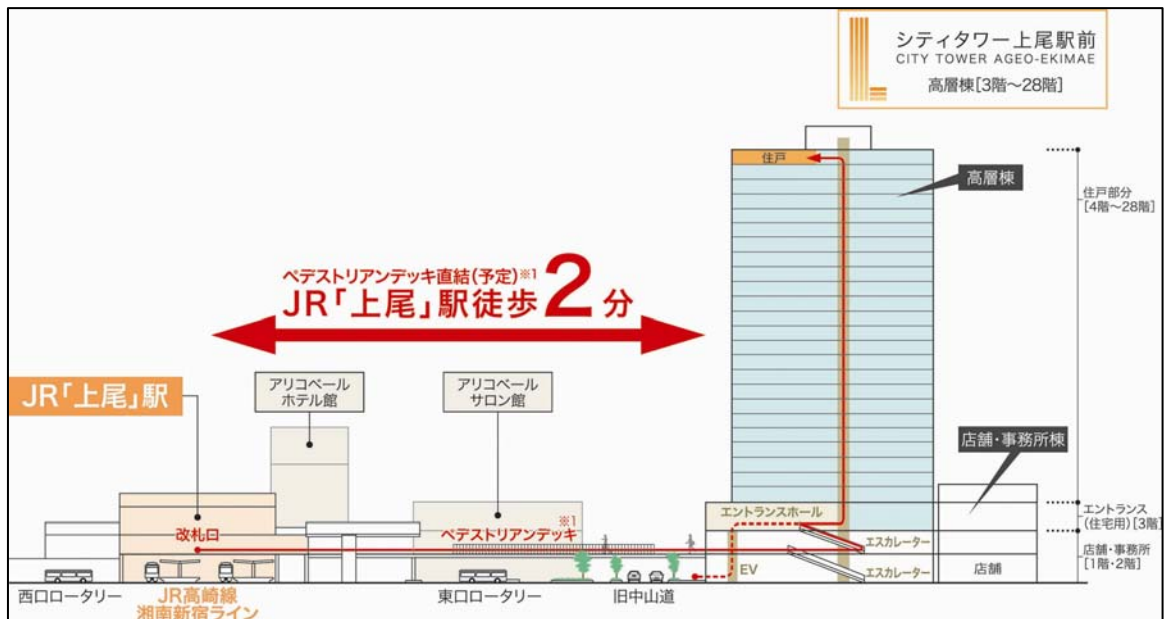 シティタワー上尾駅前
CITY TOWER AGEO-EKIMAE
高層棟[3階〜28階]
住戸
高層棟
住戸部分
[4階〜28階]
ペデストリアンデッキ直結(予定)※1
JR「上尾」駅徒歩2分
JR「上尾」駅
アリコベール
ホテル館
アリコベール
サロン館
店舗・事務所棟
エントランスホール
エントランス
(住宅用)[3階]
改札口
ペデストリアンデッキ
※1
エスカレーター
店舗・事務所
[1階・2階]
EV
エスカレーター
店舗
西口ロータリー
JR高崎線
湘南新宿ライン
東口ロータリー
旧中山道